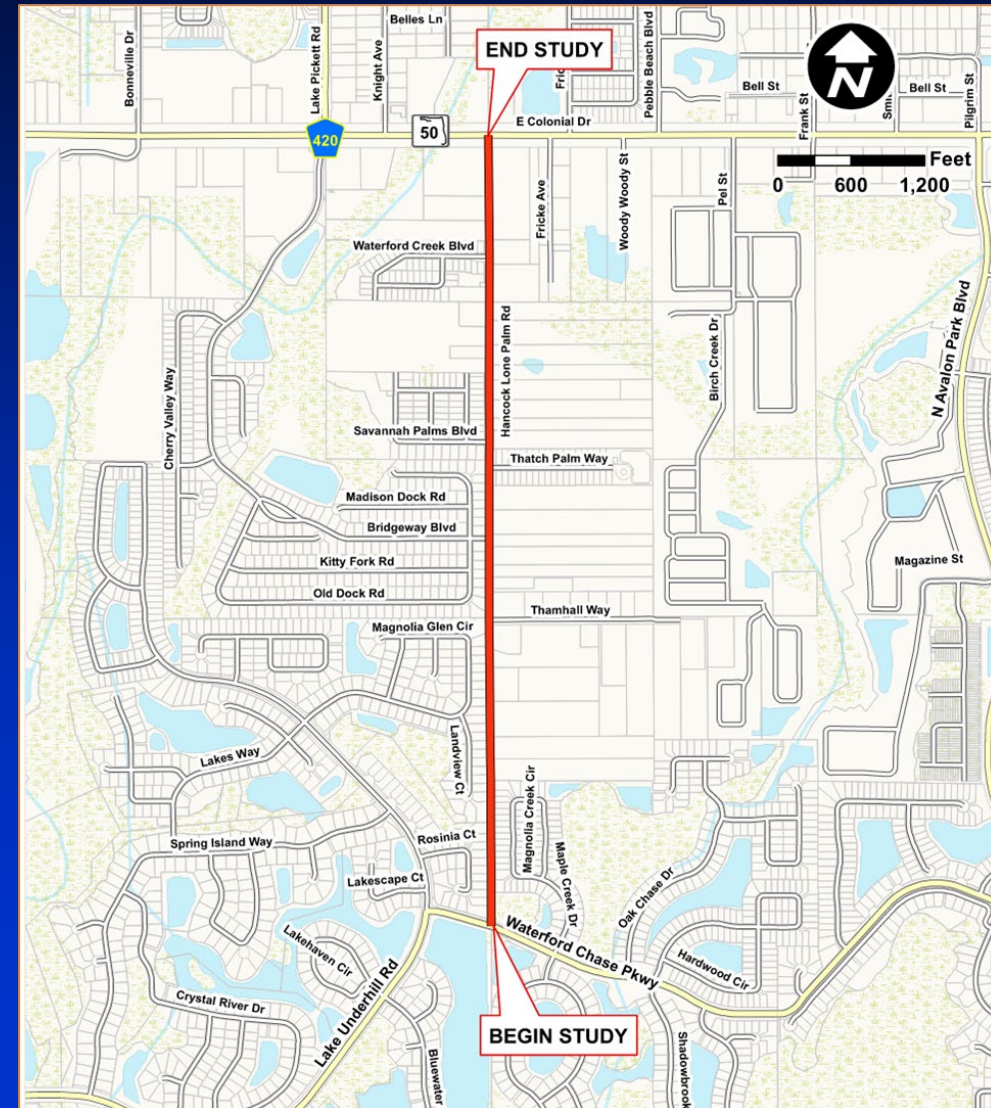 Belles Ln
Bonneville Dr
Lake Pickett Rd
Knight Ave
END STUDY
Pebble Beach Blvd
Bell St
Frank St
Bell St
Pilgrim St
N
E Colonial Dr
50
420
Feet
0 600 1,200
Fricke Ave
Woody Woody St
Pel St
Waterford Creek Blvd
Hancock Lone Palm Rd
N Avalon Park Blvd
Birch Creek Dr
Cherry Valley Way
Savannah Palms Blvd
Thatch Palm Way
Madison Dock Rd
Bridgeway Blvd
Kitty Fork Rd
Magazine St
Old Dock Rd
Thamhall Way
Magnolia Glen Cir
Landview Ct
Lakes Way
Magnolia Creek Cir
Rosinia Ct
Spring Island Way
Maple Creek Dr
Lakescape Ct
Oak Chase Dr
Waterford Chase Pkwy
Lakehaven Cir
Hardwood Cir
Crystal River Dr
Lake Underhill Rd
BEGIN STUDY
Bluewater
Shadowbrook